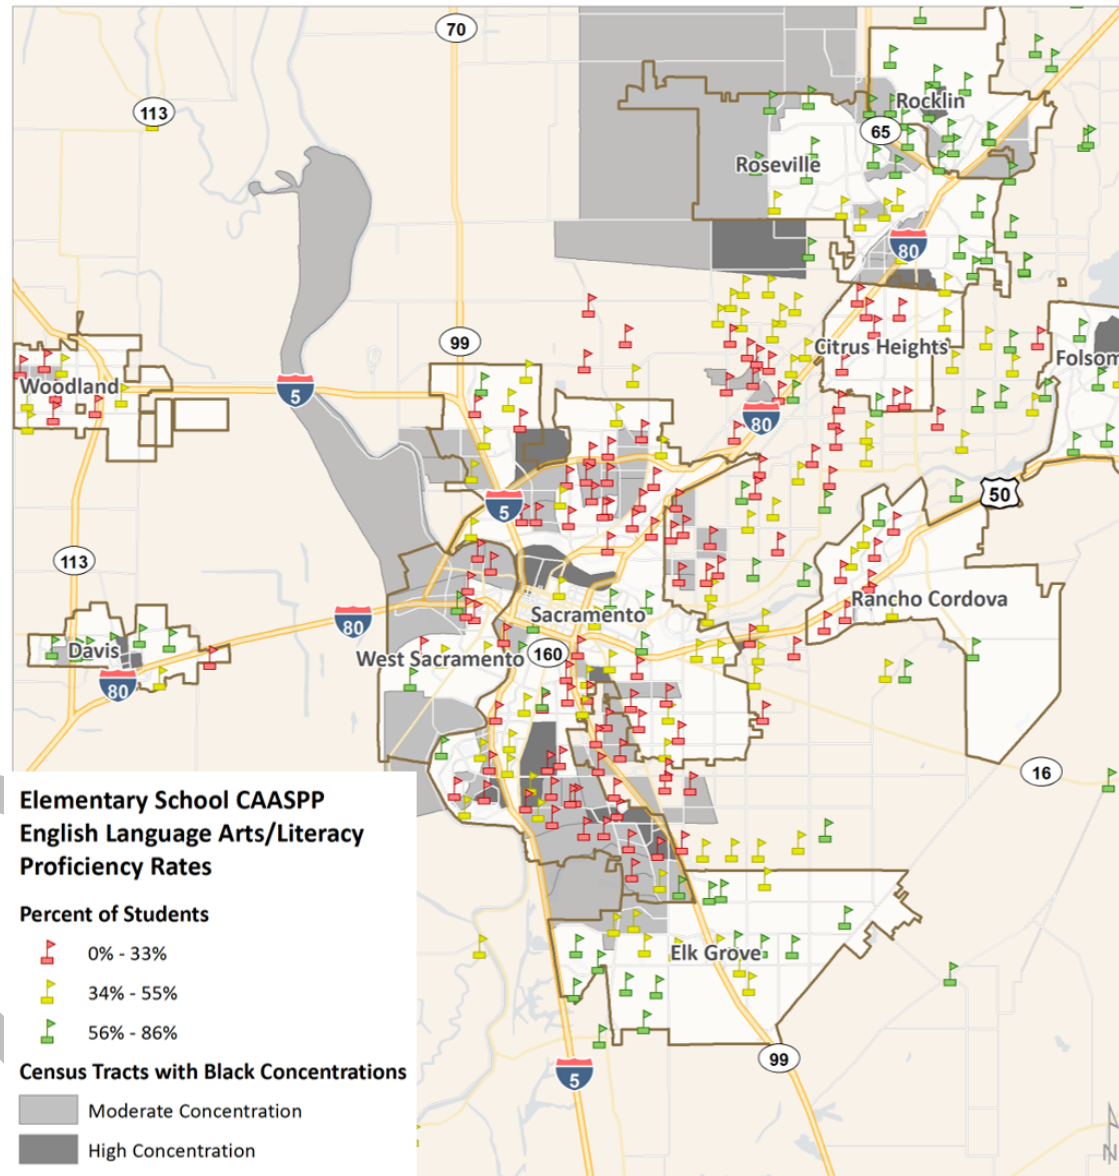 70
113
Rocklin
65
Roseville
80
99
Citrus Heights
Folsom
Woodland
5
80
50
5
113
Rancho Cordova
Sacramento
80
Davis
West Sacramento
160
80
16
Elementary School CAASPP
English Language Arts/Literacy
Proficiency Rates
Percent of Students
0% - 33%
34% - 55%
56% - 86%
Elk Grove
99
5
Census Tracts with Black Concentrations
Moderate Concentration
High Concentration